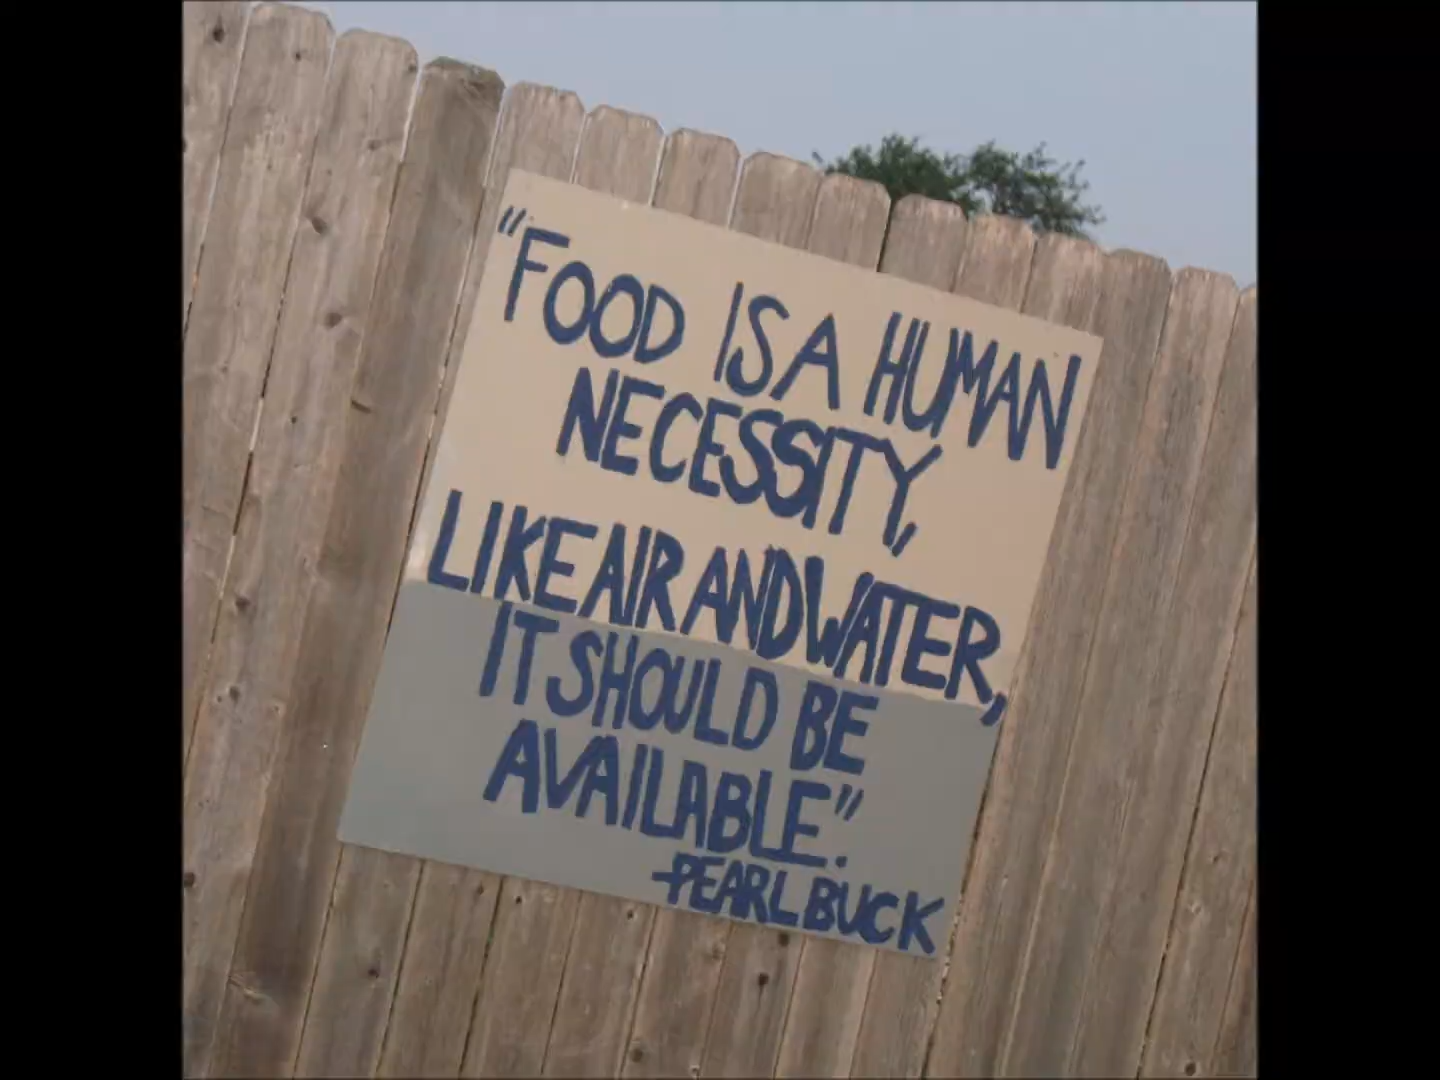 "FOOD IS A HUMAN
NECESSITY,
LIKE AIR AND WATER,
IT SHOULD BE
AVAILABLE."
-PEARL BUCK